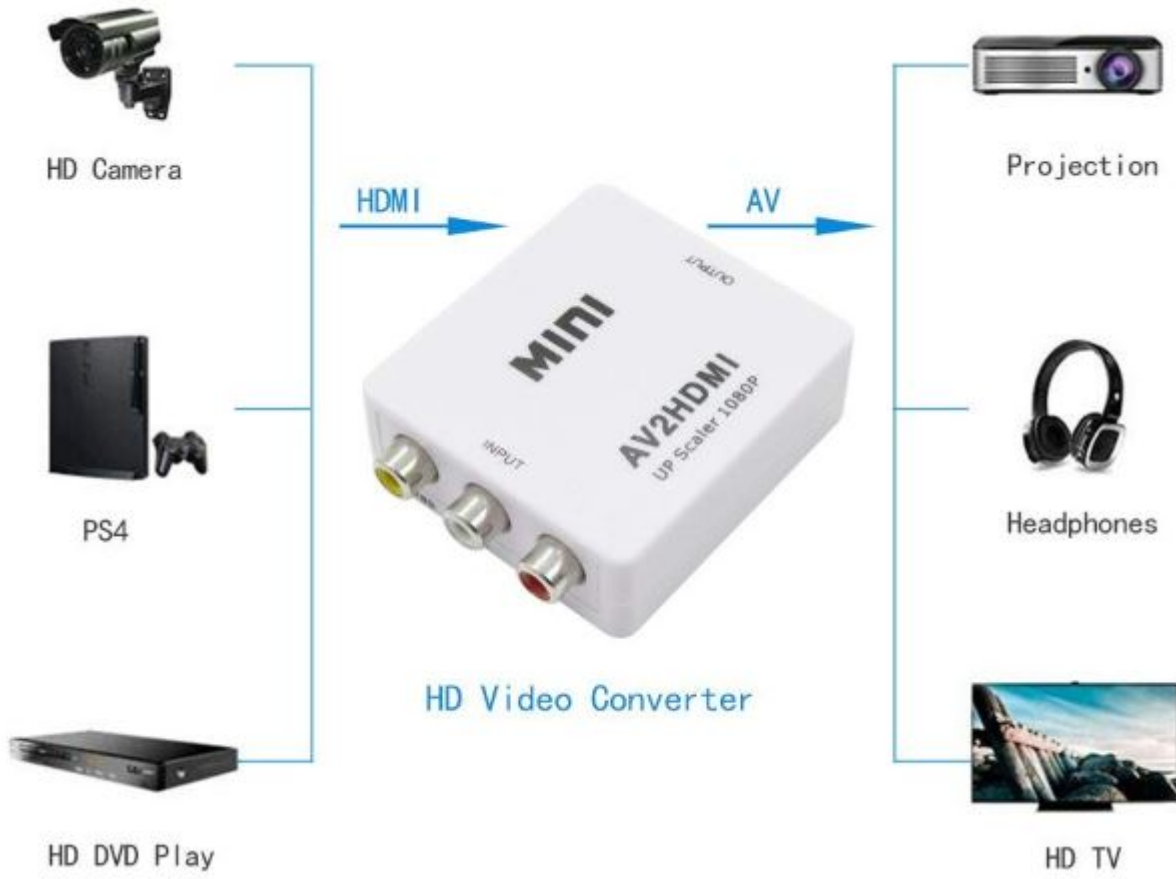 HD Camera
Projection
HDMI
AV
OUTPUT
MINI
AV2HDMI
UP Scaler 1080P
INPUT
PS4
Headphones
HD Video Converter
HD DVD Play
HD TV